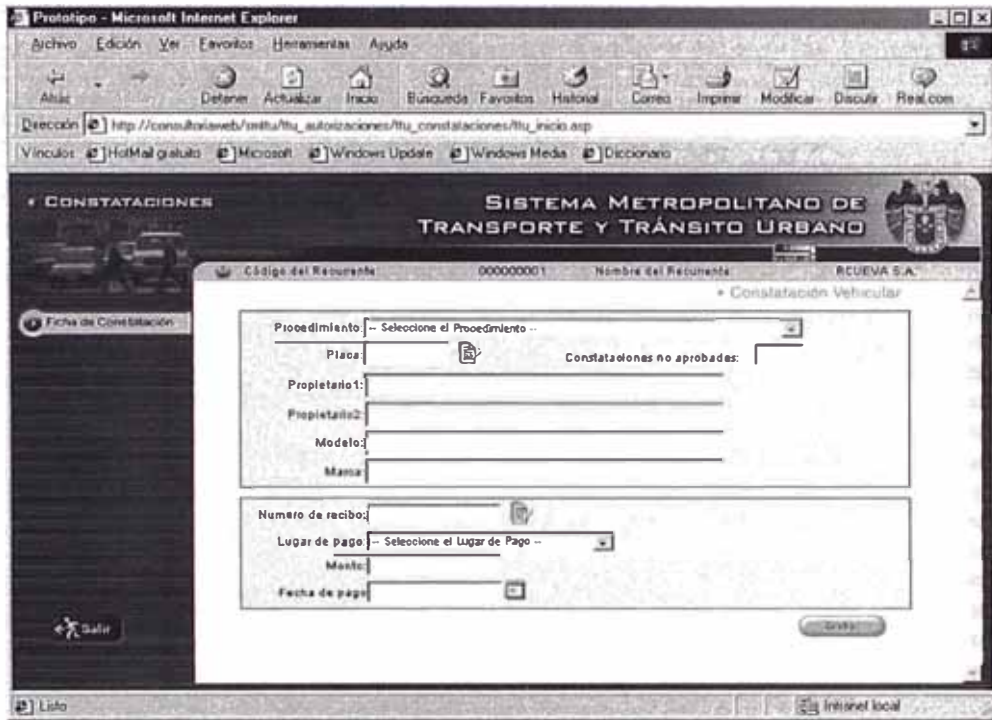 Prototipo - Microsoft Internet Explorer
Archivo Edición Ver Favoritos Herramientas Ayuda
Atrás Detener Actualizar Inicio Búsqueda Favoritos Historial Correo Imprimir Modificar Discutir Real.com
Dirección http://consultoriaweb/smttu/ttu_autorizaciones/ttu_constataciones/ttu_inicio.asp
Vínculos HotMail gratuito Microsoft Windows Update Windows Media Diccionario
CONSTATACIONES
SISTEMA METROPOLITANO DE
TRANSPORTE Y TRÁNSITO URBANO
Código del Recurrente 000000001 Nombre del Recurrente RCUEVA S.A.
• Constatación Vehicular
Ficha de Constatación
Procedimiento: -- Seleccione el Procedimiento --
Placa: Constataciones no aprobadas:
Propietario1:
Propietario2:
Modelo:
Marca:
Numero de recibo:
Lugar de pago: -- Seleccione el Lugar de Pago --
Monto:
Fecha de pago
Salir
Listo Intranet local